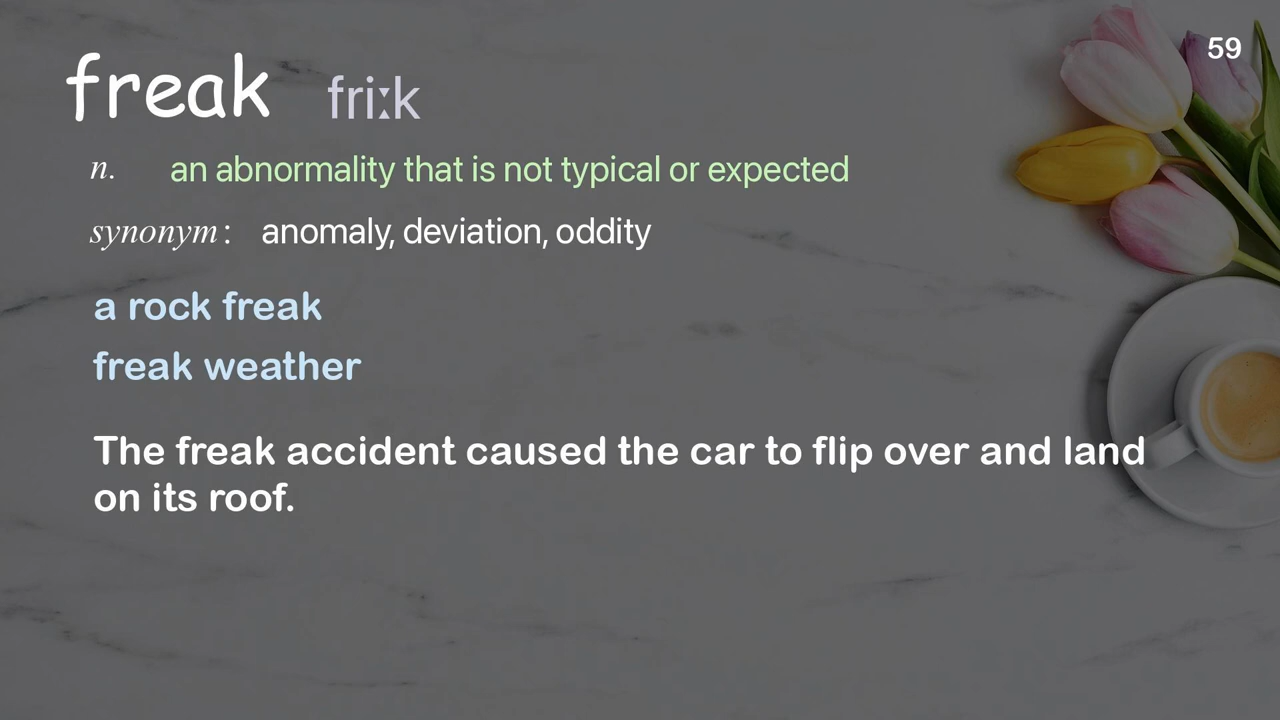 59
freak friːk
n. an abnormality that is not typical or expected
synonym: anomaly, deviation, oddity
a rock freak
freak weather
The freak accident caused the car to flip over and land
on its roof.